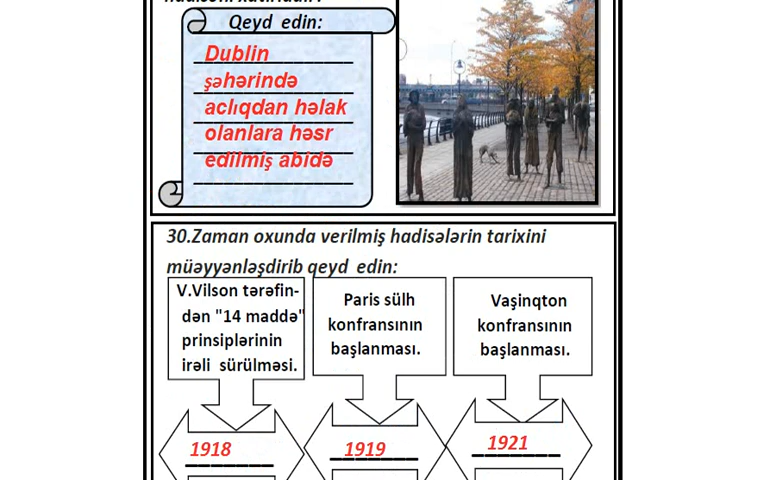 Qeyd edin:
Dublin
şəhərində
aclıqdan həlak
olanlara həsr
edilmiş abidə
30.Zaman oxunda verilmiş hadisələrin tarixini
müəyyənləşdirib qeyd edin:
V.Vilson tərəfin-
dən "14 maddə"
prinsiplərinin
irəli sürülməsi.
Paris sülh
konfransının
başlanması.
Vaşinqton
konfransının
başlanması.
1918
1919
1921